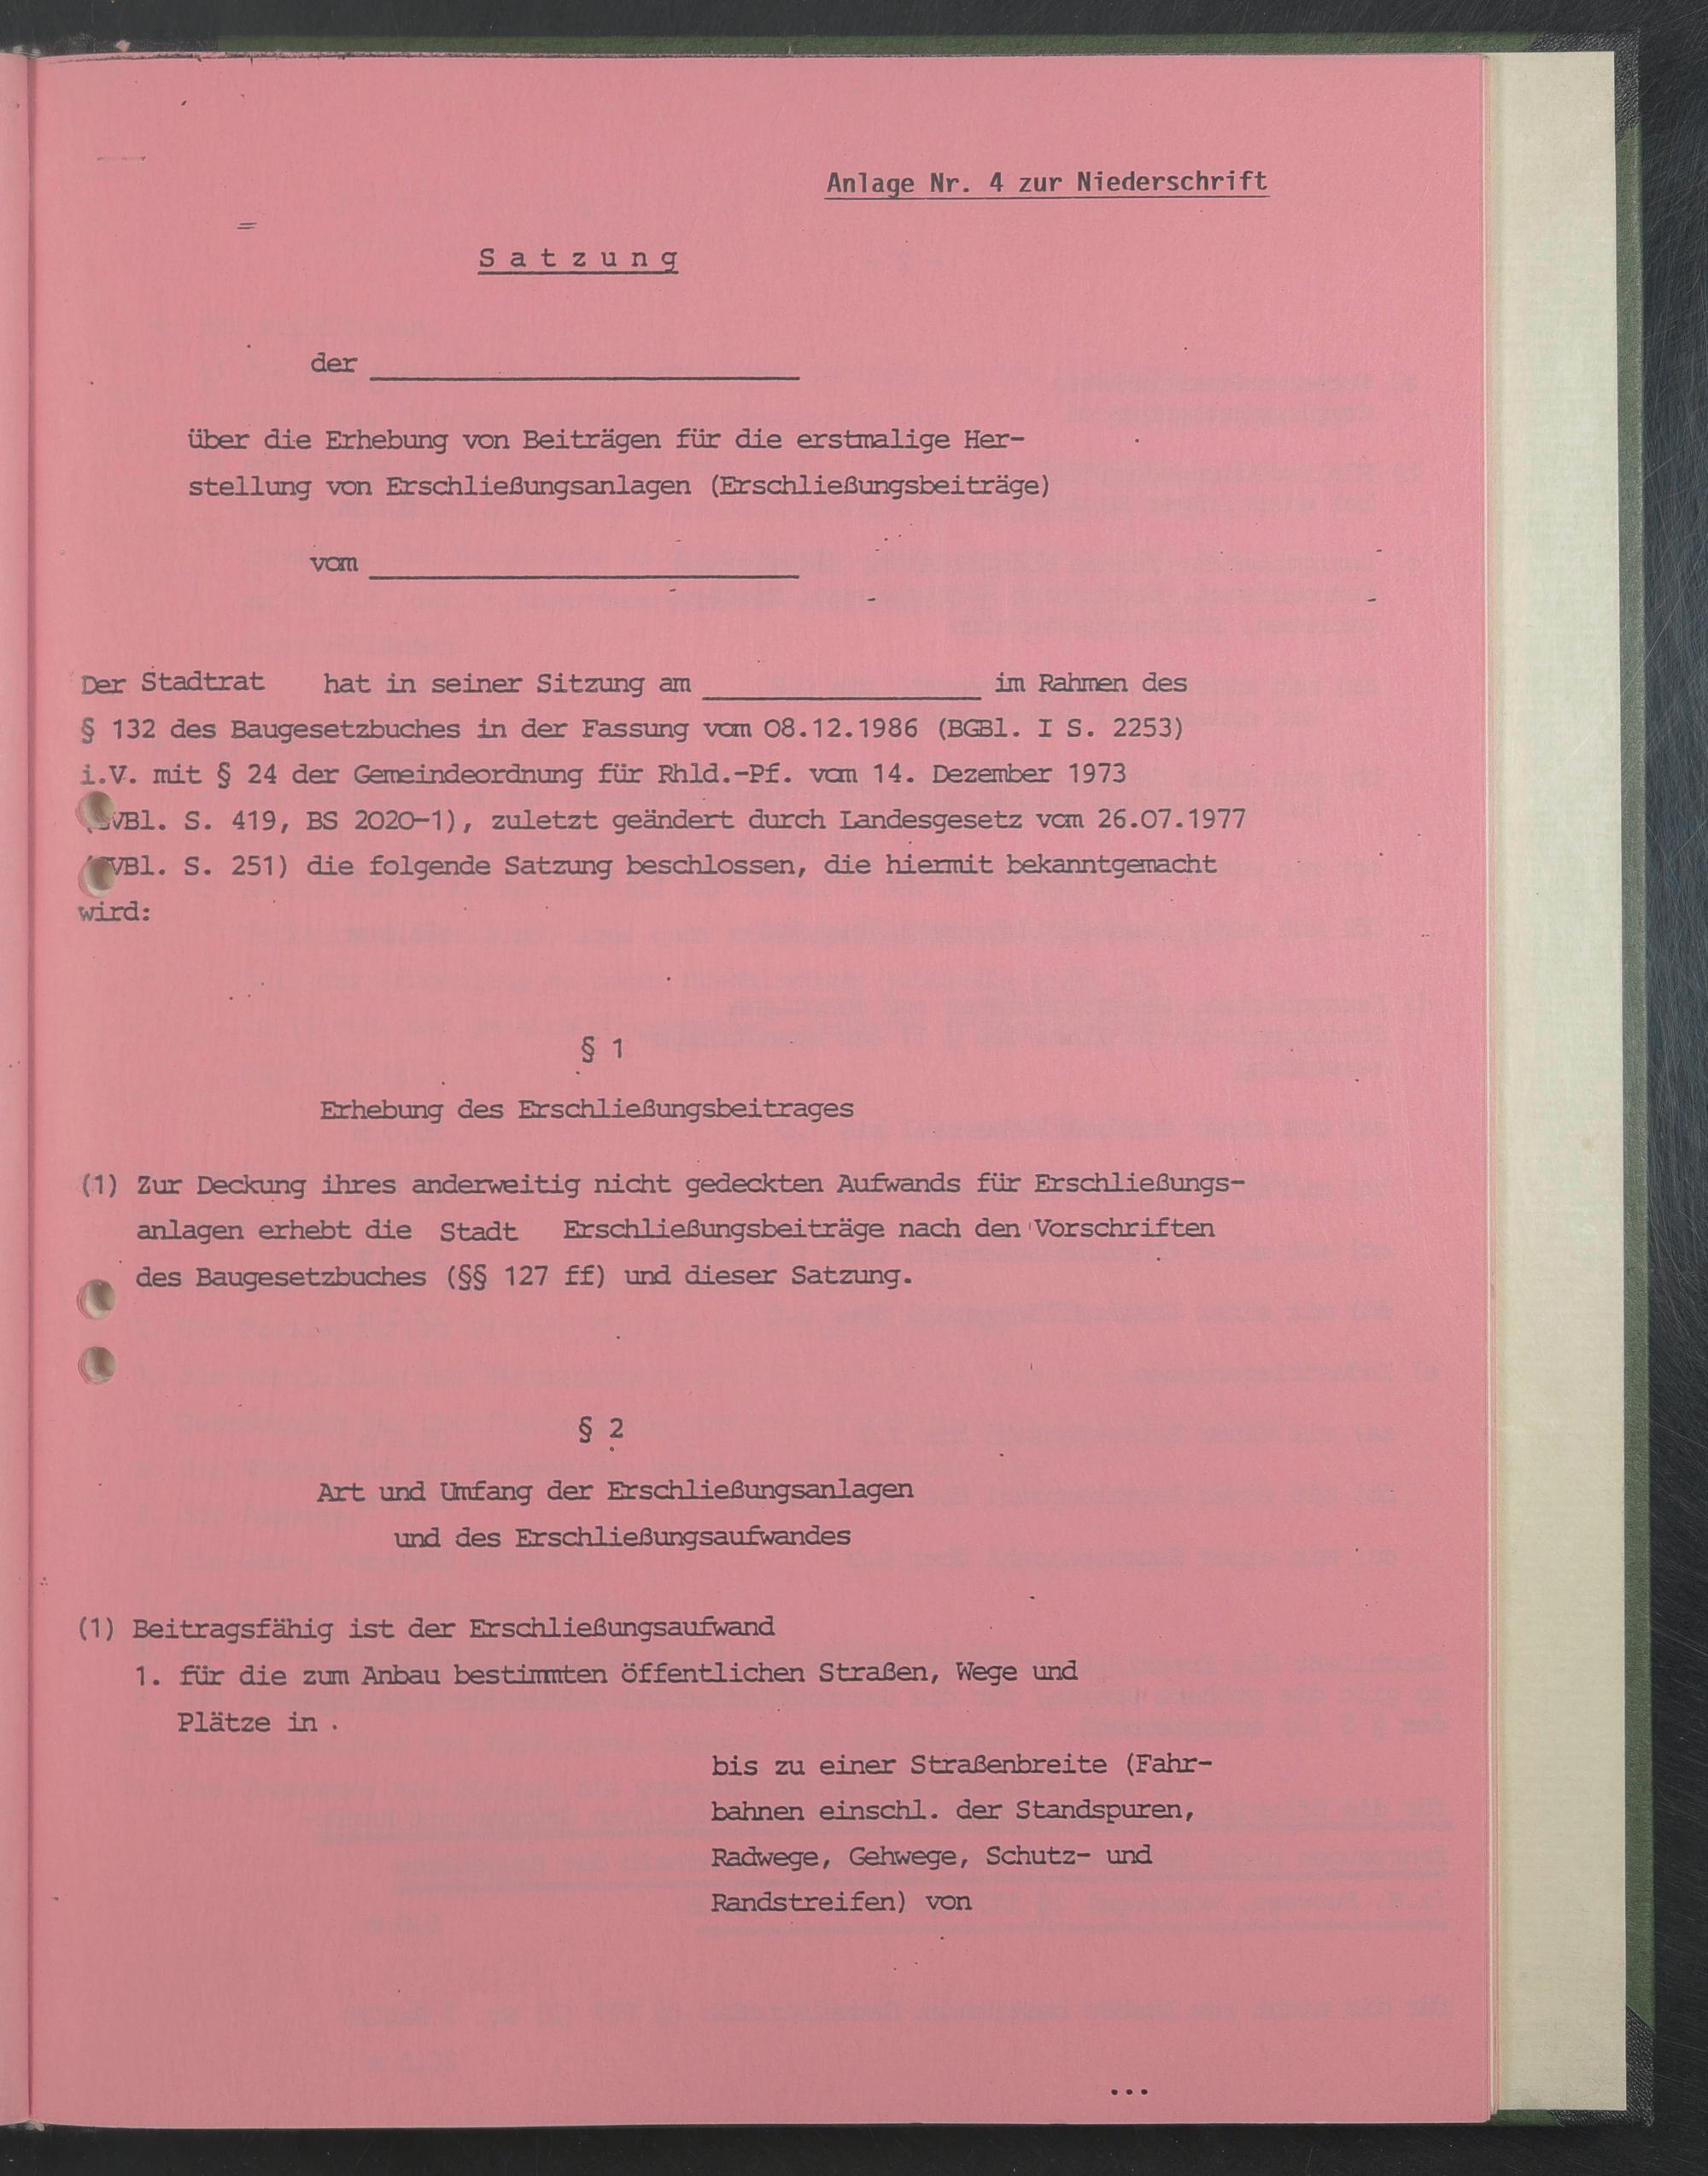 Anlage Nr. 4 zur Niederschrift
Satzung
der
über die Erhebung von Beiträgen für die erstmalige Her-
stellung von Erschließungsanlagen (Erschließungsbeiträge)
vom
Der Stadtrat hat in seiner Sitzung am im Rahmen des
§ 132 des Baugesetzbuches in der Fassung vom 08.12.1986 (BGBl. I S. 2253)
i.V. mit § 24 der Gemeindeordnung für Rhld.-Pf. vom 14. Dezember 1973
(GVBl. S. 419, BS 2020-1), zuletzt geändert durch Landesgesetz vom 26.07.1977
(GVBl. S. 251) die folgende Satzung beschlossen, die hiermit bekanntgemacht
wird:
§ 1
Erhebung des Erschließungsbeitrages
(1) Zur Deckung ihres anderweitig nicht gedeckten Aufwands für Erschließungs-
anlagen erhebt die Stadt Erschließungsbeiträge nach den Vorschriften
des Baugesetzbuches (§§ 127 ff) und dieser Satzung.
§ 2
Art und Umfang der Erschließungsanlagen
und des Erschließungsaufwandes
(1) Beitragsfähig ist der Erschließungsaufwand
1. für die zum Anbau bestimmten öffentlichen Straßen, Wege und
Plätze in .
bis zu einer Straßenbreite (Fahr-
bahnen einschl. der Standspuren,
Radwege, Gehwege, Schutz- und
Randstreifen) von
...